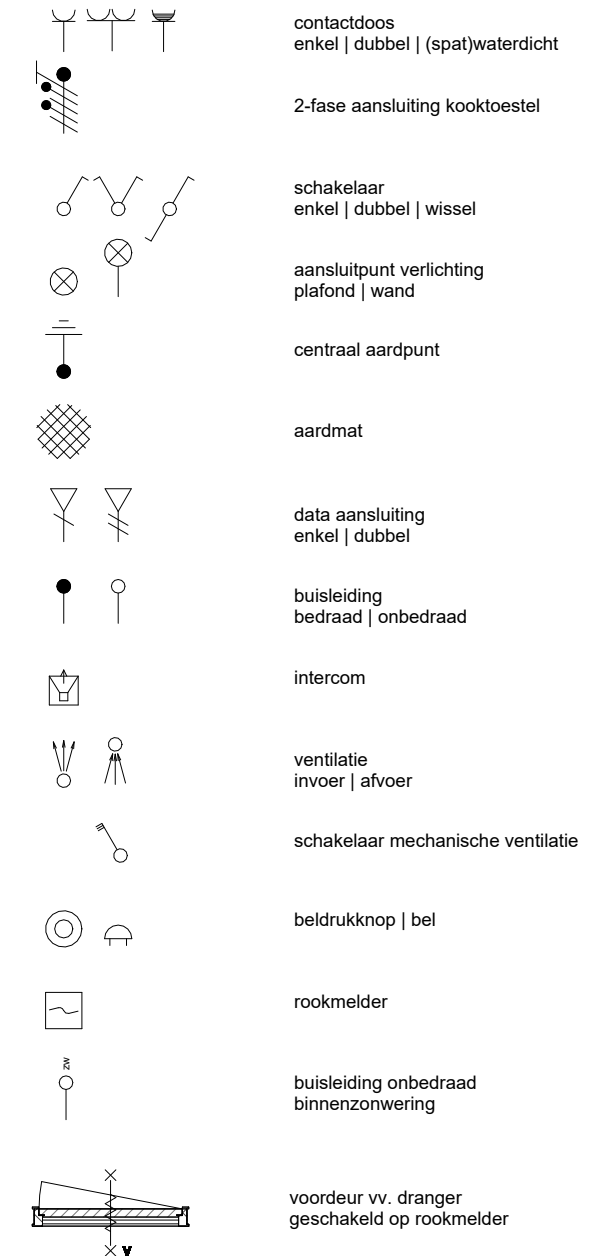 contactdoos
enkel | dubbel | (spat)waterdicht
2-fase aansluiting kooktoestel
schakelaar
enkel | dubbel | wissel
aansluitpunt verlichting
plafond | wand
centraal aardpunt
aardmat
data aansluiting
enkel | dubbel
buisleiding
bedraad | onbedraad
intercom
ventilatie
invoer | afvoer
schakelaar mechanische ventilatie
beldrukknop | bel
rookmelder
zw
buisleiding onbedraad
binnenzonwering
voordeur vv. dranger
geschakeld op rookmelder